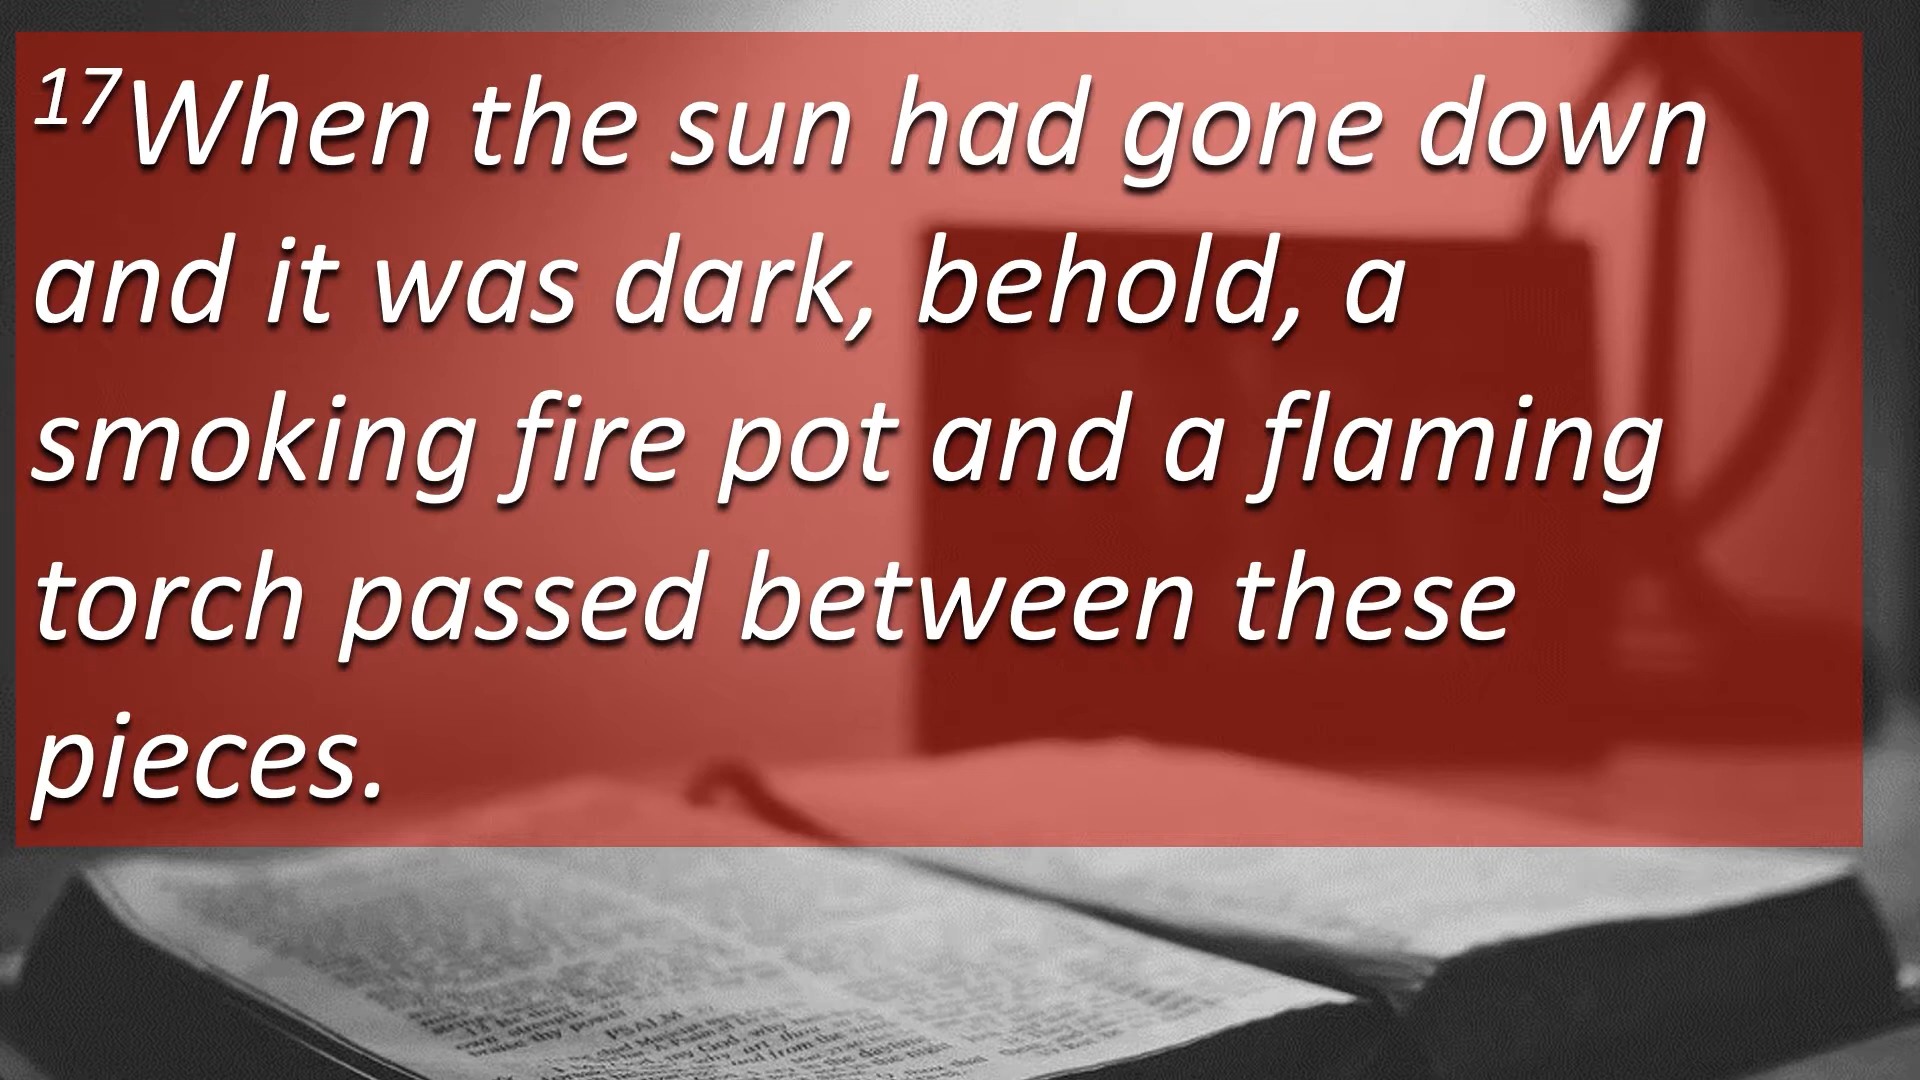 17When the sun had gone down
and it was dark, behold, a
smoking fire pot and a flaming
torch passed between these
pieces.
PSALM